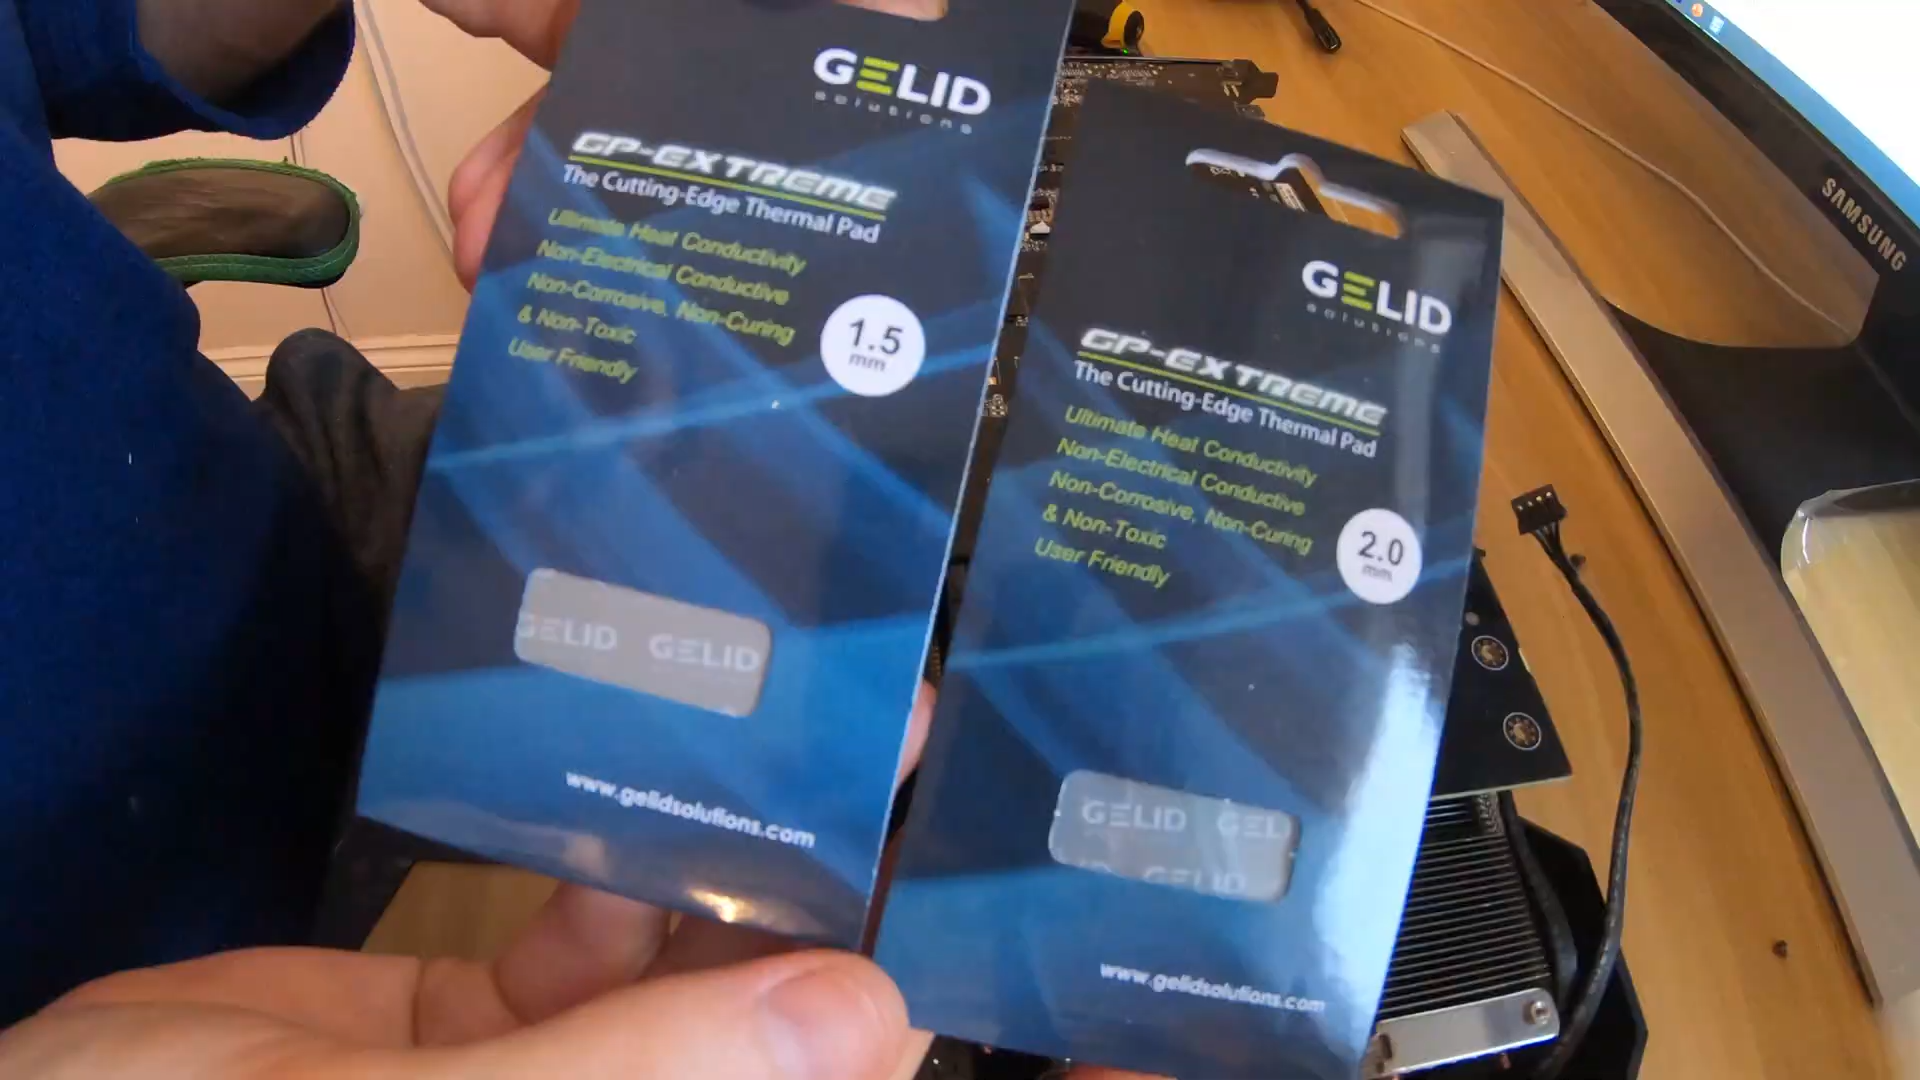 GELID
solutions
GP-EXTREME
The Cutting-Edge Thermal Pad
Ultimate Heat Conductivity
Non-Electrical Conductive
Non-Corrosive, Non-Curing
& Non-Toxic
User Friendly
1.5
mm
GELID GELID
www.gelidsolutions.com
GELID
solutions
GP-EXTREME
The Cutting-Edge Thermal Pad
Ultimate Heat Conductivity
Non-Electrical Conductive
Non-Corrosive, Non-Curing
& Non-Toxic
User Friendly
2.0
mm
GELID GELI
GELID
www.gelidsolutions.com
SAMSUNG